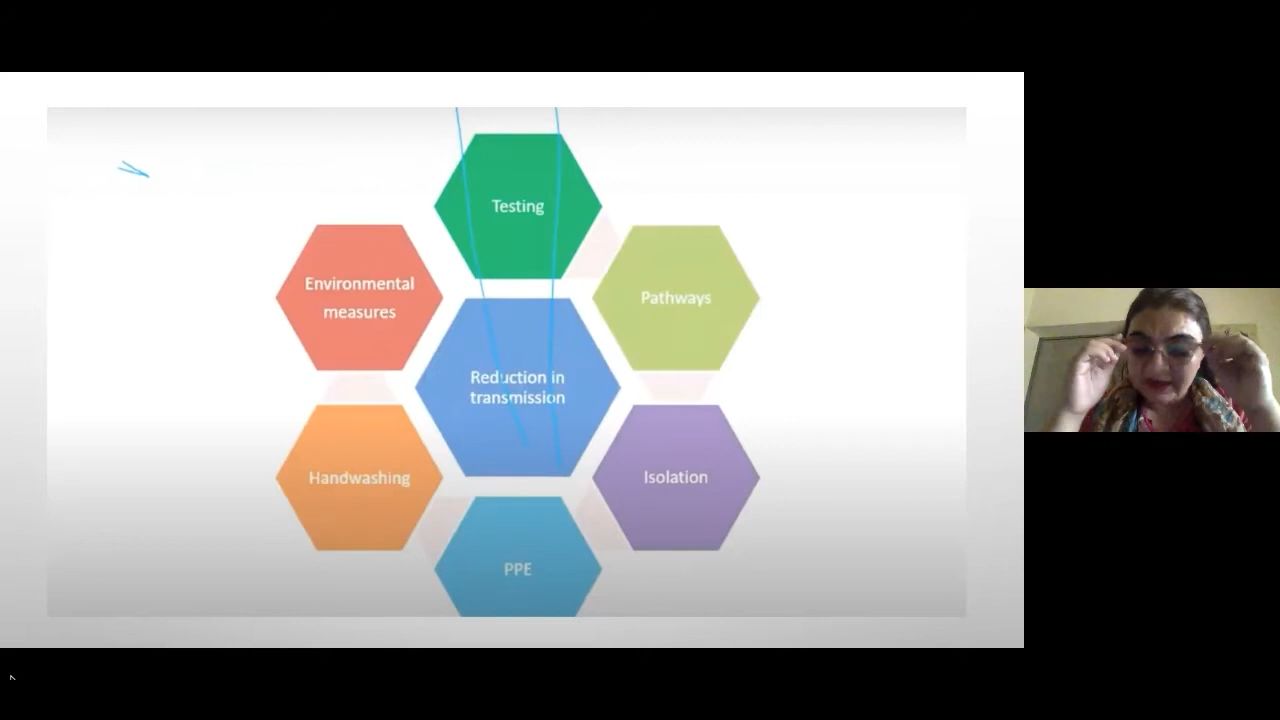 Testing
Environmental
measures
Pathways
Reduction in
transmission
Handwashing
Isolation
PPE